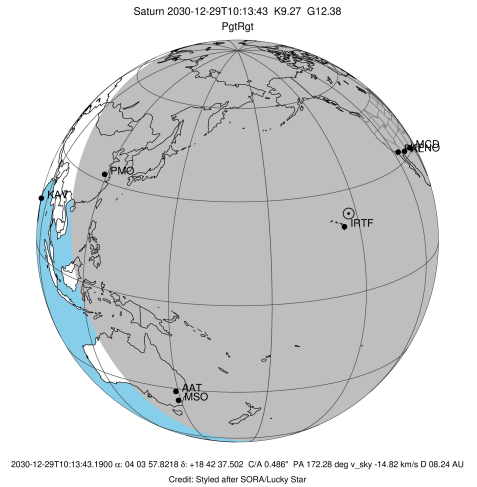 Saturn 2030-12-29T10:13:43 K9.27 G12.38
PgtRgt
MCD
PMO
KAV
IRTF
AAT
MSO
2030-12-29T10:13:43.1900 α: 04 03 57.8218 δ: +18 42 37.502 C/A 0.486" PA 172.28 deg v_sky -14.82 km/s D 08.24 AU
Credit: Styled after SORA/Lucky Star